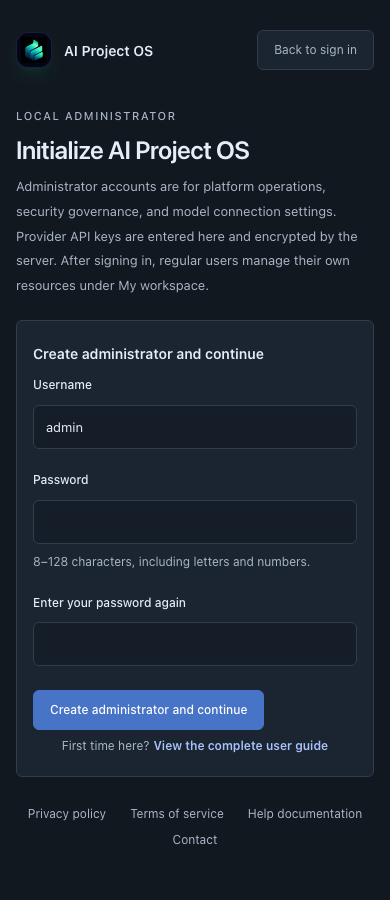 AI Project OS
Back to sign in
LOCAL ADMINISTRATOR
Initialize AI Project OS
Administrator accounts are for platform operations,
security governance, and model connection settings.
Provider API keys are entered here and encrypted by the
server. After signing in, regular users manage their own
resources under My workspace.
Create administrator and continue
Username
admin
Password
8–128 characters, including letters and numbers.
Enter your password again
Create administrator and continue
First time here? View the complete user guide
Privacy policy
Terms of service
Help documentation
Contact